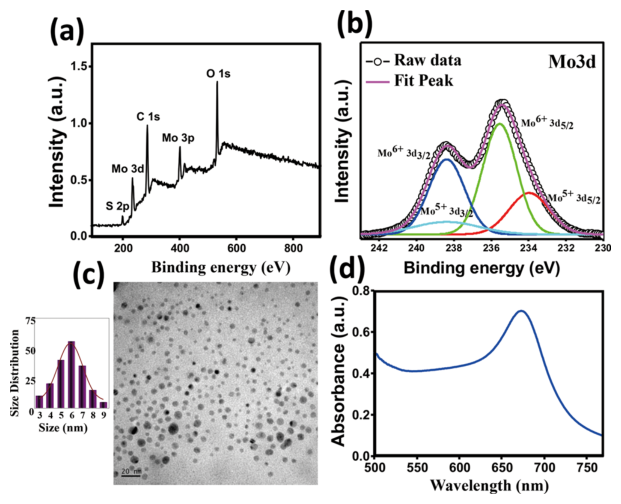 (a)
Intensity (a.u.)
1.5
1.0
0.5
0.0
S 2p
Mo 3d
C 1s
Mo 3p
O 1s
200 400 600 800
Binding energy (eV)
(b)
Raw data
Fit Peak
Mo3d
Intensity (a.u.)
Mo6+ 3d3/2
Mo6+ 3d5/2
Mo5+ 3d3/2
Mo5+ 3d5/2
242 240 238 236 234 232 230
Binding energy (eV)
(c)
Size Distribution
75
50
25
0
3 4 5 6 7 8 9
Size (nm)
20 nm
(d)
Absorbance (a.u.)
0.8
0.6
0.4
0.2
0.0
500 550 600 650 700 750
Wavelength (nm)